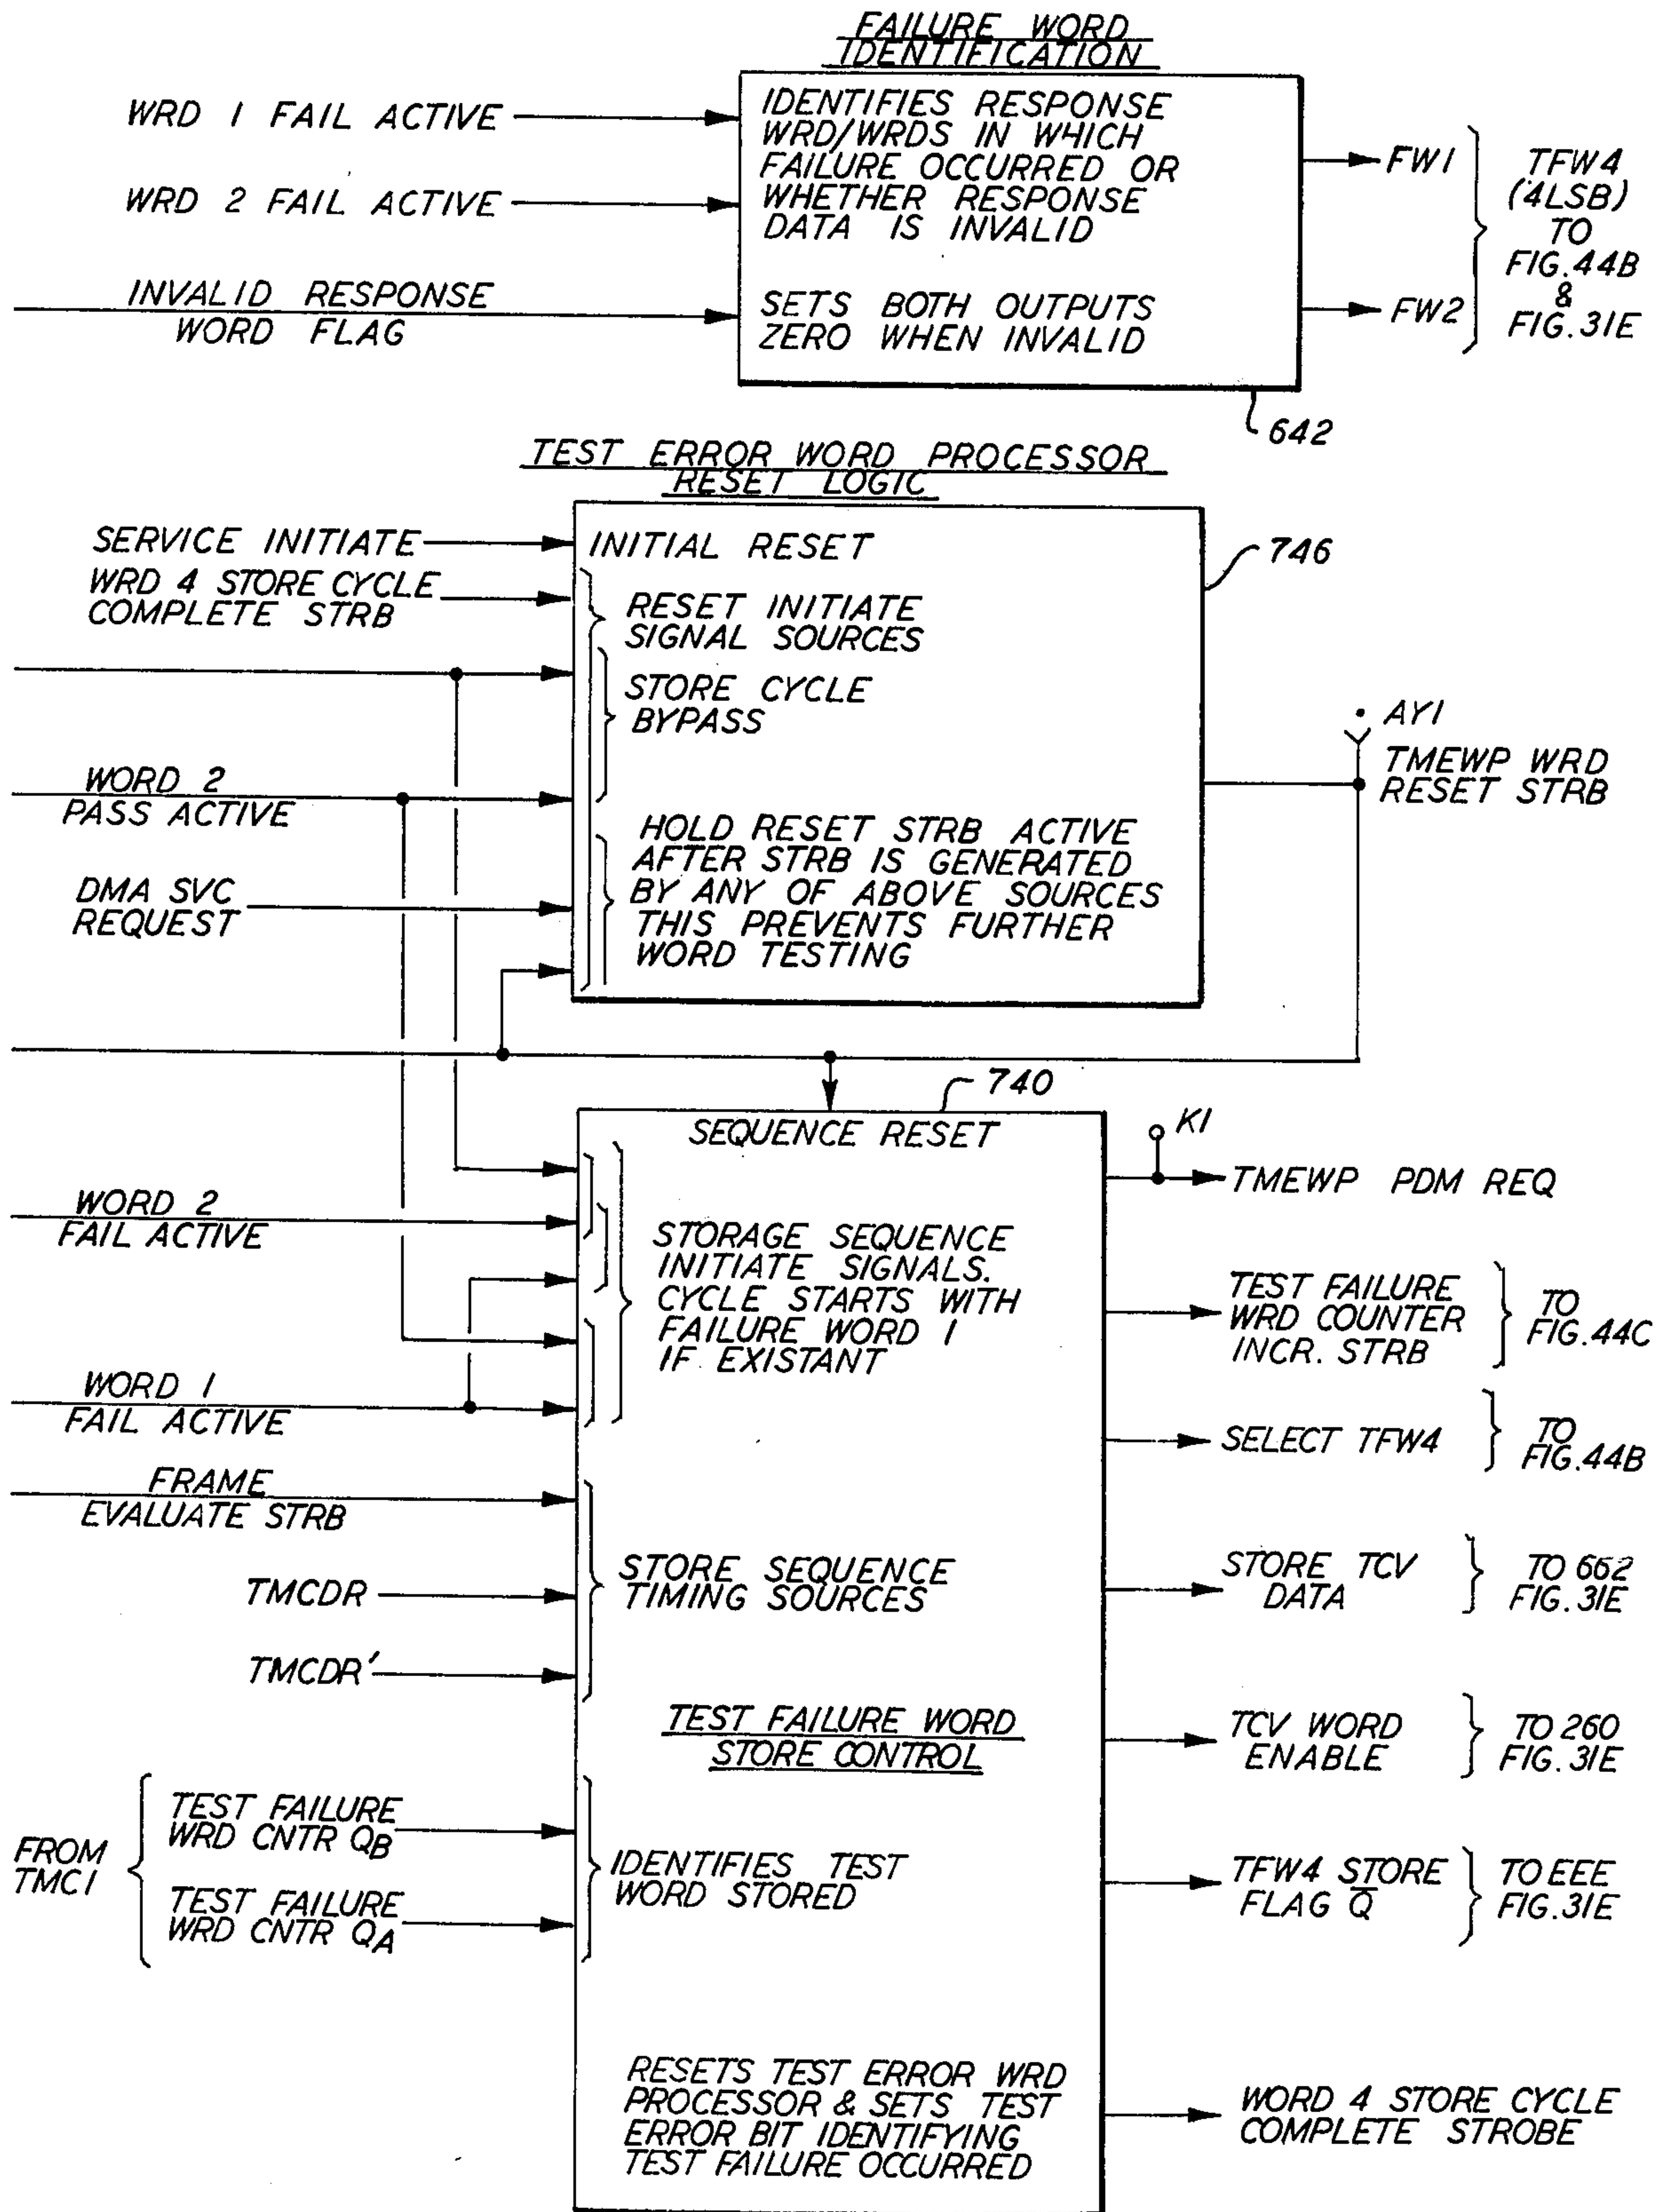 FAILURE WORD
IDENTIFICATION
WRD 1 FAIL ACTIVE
WRD 2 FAIL ACTIVE
INVALID RESPONSE
WORD FLAG
IDENTIFIES RESPONSE
WRD/WRDS IN WHICH
FAILURE OCCURRED OR
WHETHER RESPONSE
DATA IS INVALID
SETS BOTH OUTPUTS
ZERO WHEN INVALID
FW1
FW2
TFW4
(4LSB)
TO
FIG.44B
&
FIG.31E
642
TEST ERROR WORD PROCESSOR
RESET LOGIC
SERVICE INITIATE
WRD 4 STORE CYCLE
COMPLETE STRB
WORD 2
PASS ACTIVE
DMA SVC
REQUEST
INITIAL RESET
RESET INITIATE
SIGNAL SOURCES
STORE CYCLE
BYPASS
HOLD RESET STRB ACTIVE
AFTER STRB IS GENERATED
BY ANY OF ABOVE SOURCES
THIS PREVENTS FURTHER
WORD TESTING
746
AY1
TMEWP WRD
RESET STRB
740
SEQUENCE RESET
WORD 2
FAIL ACTIVE
WORD 1
FAIL ACTIVE
FRAME
EVALUATE STRB
TMCDR
TMCDR'
FROM
TMC1
TEST FAILURE
WRD CNTR QB
TEST FAILURE
WRD CNTR QA
STORAGE SEQUENCE
INITIATE SIGNALS.
CYCLE STARTS WITH
FAILURE WORD 1
IF EXISTANT
STORE SEQUENCE
TIMING SOURCES
TEST FAILURE WORD
STORE CONTROL
IDENTIFIES TEST
WORD STORED
RESETS TEST ERROR WRD
PROCESSOR & SETS TEST
ERROR BIT IDENTIFYING
TEST FAILURE OCCURRED
K1
TMEWP PDM REQ
TEST FAILURE
WRD COUNTER
INCR. STRB
TO
FIG.44C
SELECT TFW4
TO
FIG.44B
STORE TCV
DATA
TO 662
FIG.31E
TCV WORD
ENABLE
TO 260
FIG.31E
TFW4 STORE
FLAG Q̅
TO EEE
FIG.31E
WORD 4 STORE CYCLE
COMPLETE STROBE